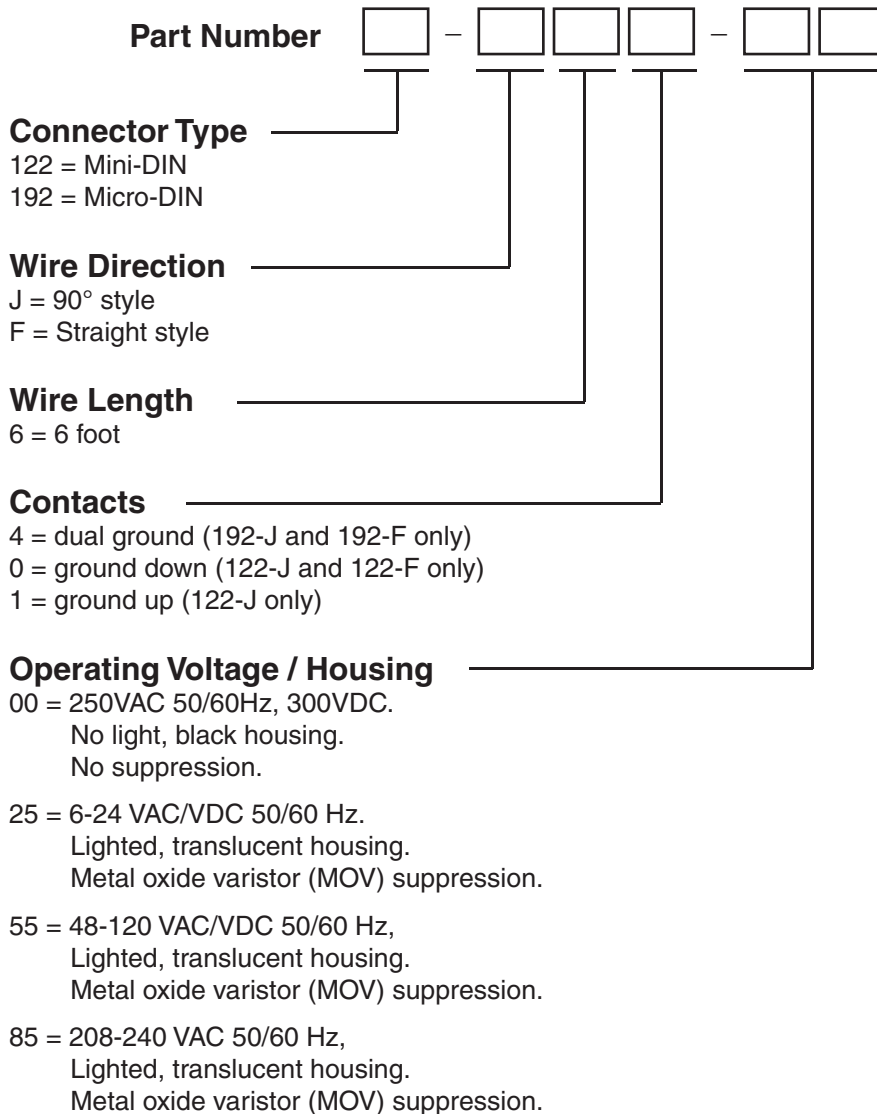 Part Number – –
Connector Type
122 = Mini-DIN
192 = Micro-DIN
Wire Direction
J = 90° style
F = Straight style
Wire Length
6 = 6 foot
Contacts
4 = dual ground (192-J and 192-F only)
0 = ground down (122-J and 122-F only)
1 = ground up (122-J only)
Operating Voltage / Housing
00 = 250VAC 50/60Hz, 300VDC.
No light, black housing.
No suppression.
25 = 6-24 VAC/VDC 50/60 Hz.
Lighted, translucent housing.
Metal oxide varistor (MOV) suppression.
55 = 48-120 VAC/VDC 50/60 Hz,
Lighted, translucent housing.
Metal oxide varistor (MOV) suppression.
85 = 208-240 VAC 50/60 Hz,
Lighted, translucent housing.
Metal oxide varistor (MOV) suppression.